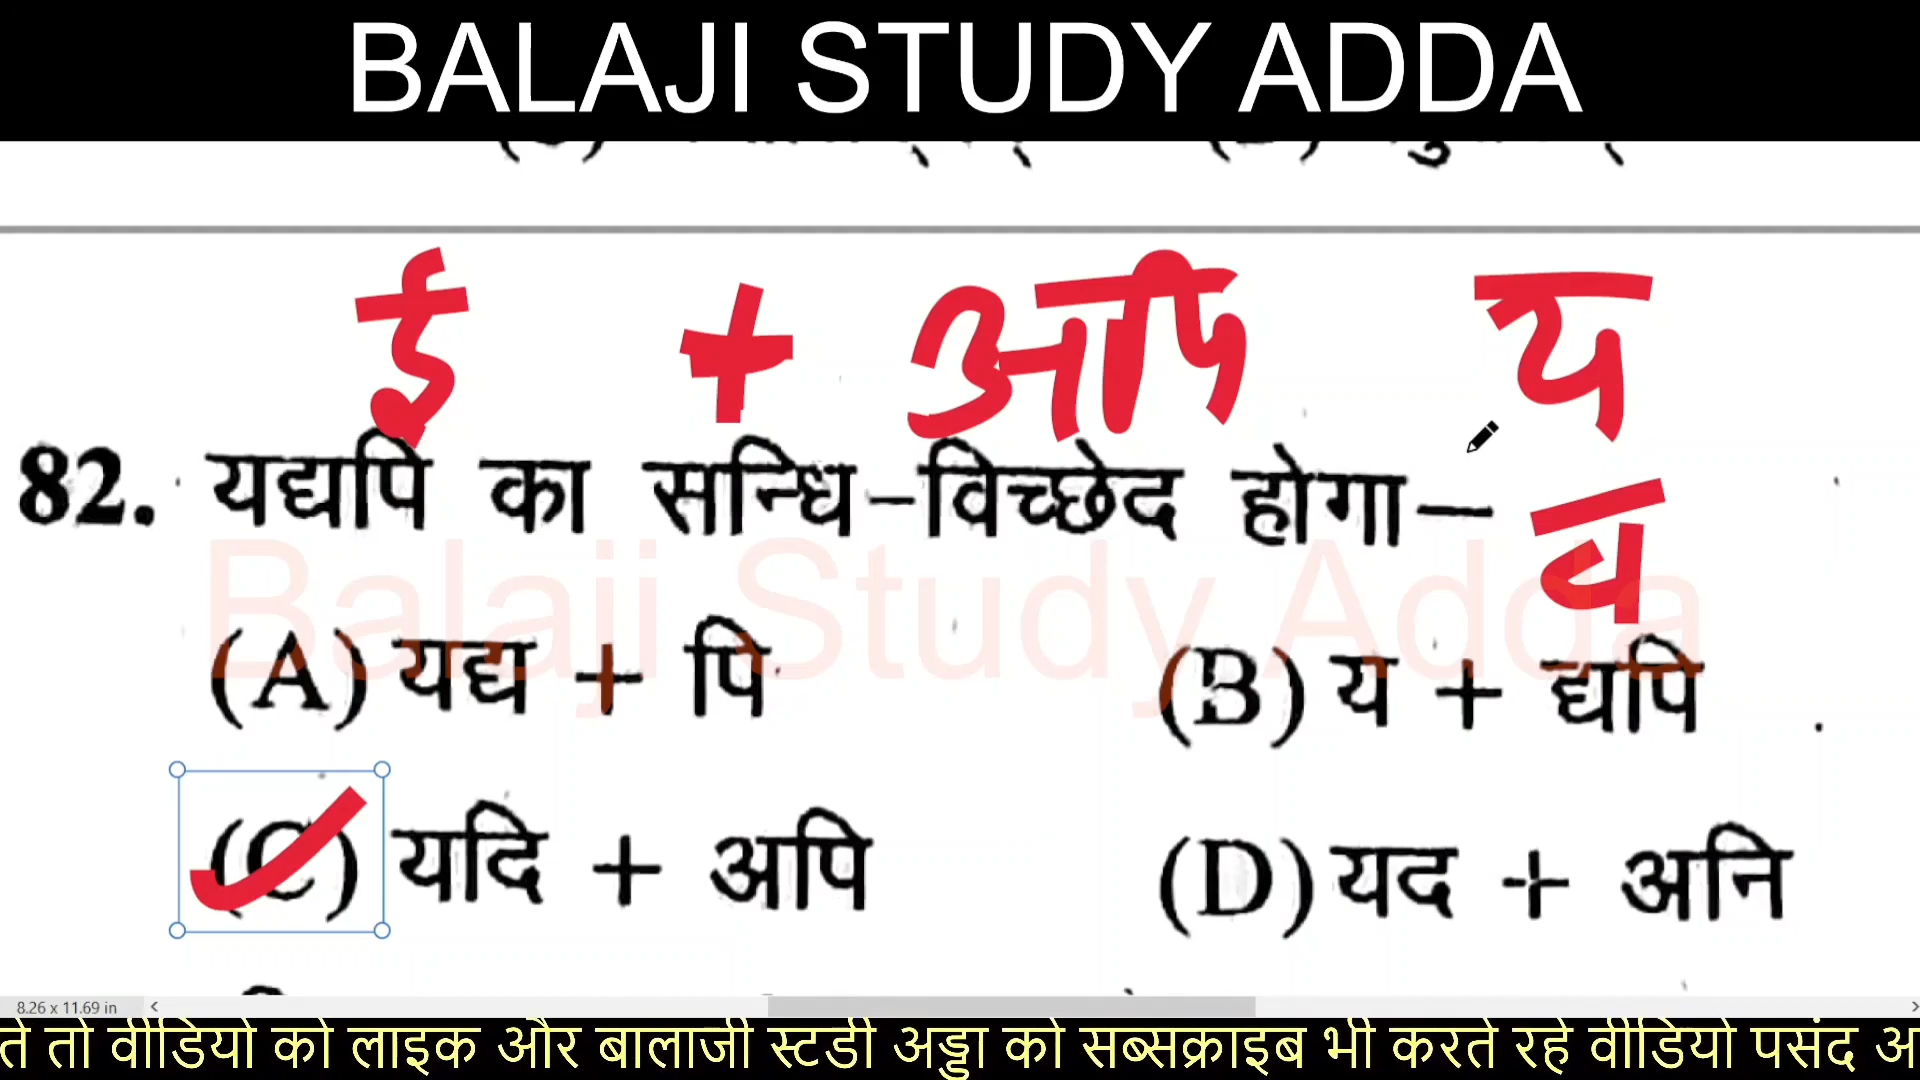 BALAJI STUDY ADDA
ई + अपि य
82. यद्यपि का सन्धि-विच्छेद होगा—
व
Balaji Study Adda
(A) यद्य + पि (B) य + द्यपि
(C) यदि + अपि (D) यद + अनि
8.26 x 11.69 in
ते तो वीडियो को लाइक और बालाजी स्टडी अड्डा को सब्सक्राइब भी करते रहे वीडियो पसंद आ